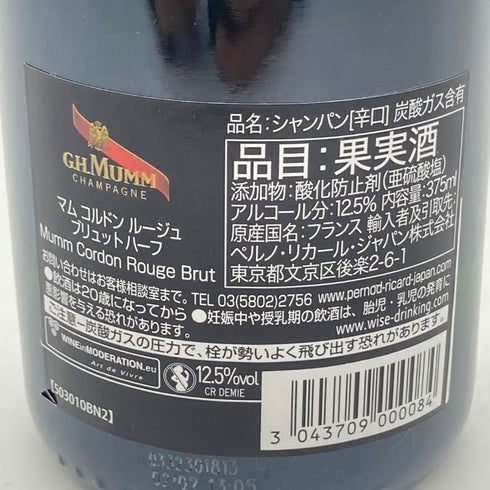 G.H.MUMM
CHAMPAGNE
マム コルドン ルージュ
ブリュット ハーフ
Mumm Cordon Rouge Brut
品名:シャンパン[辛口] 炭酸ガス含有
品目:果実酒
添加物:酸化防止剤(亜硫酸塩)
アルコール分:12.5% 内容量:375ml
原産国名:フランス 輸入者及び引取先:
ペルノ・リカール・ジャパン株式会社
東京都文京区後楽2-6-1
お問い合わせはお客様相談室まで。 TEL 03(5802)2756 www.pernod-ricard-japan.com
●飲酒は20歳になってから ●妊娠中や授乳期の飲酒は、胎児・乳児の発育に
悪影響を与える恐れがあります。 www.wise-drinking.com
ご注意―炭酸ガスの圧力で、栓が勢いよく飛び出す恐れがあります。
WINEinMODERATION.eu
Art de Vivre
12.5%vol
CR DEMIE
[503010BN2]
3 043709 000084
13:05